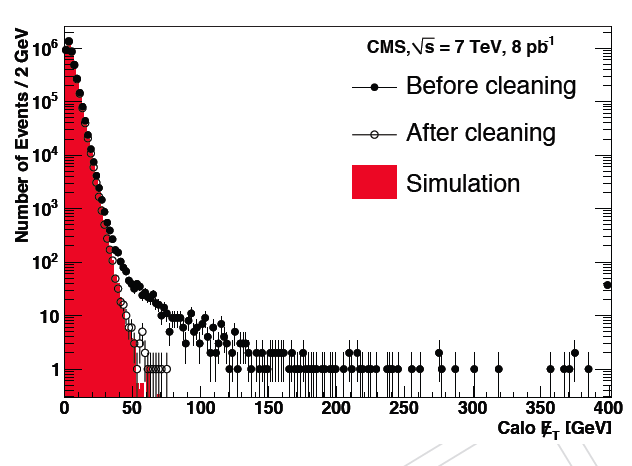 CMS, √s = 7 TeV, 8 pb⁻¹
Before cleaning
After cleaning
Simulation
Number of Events / 2 GeV
10⁶
10⁵
10⁴
10³
10²
10
1
0 50 100 150 200 250 300 350 400
Calo E̸_T [GeV]